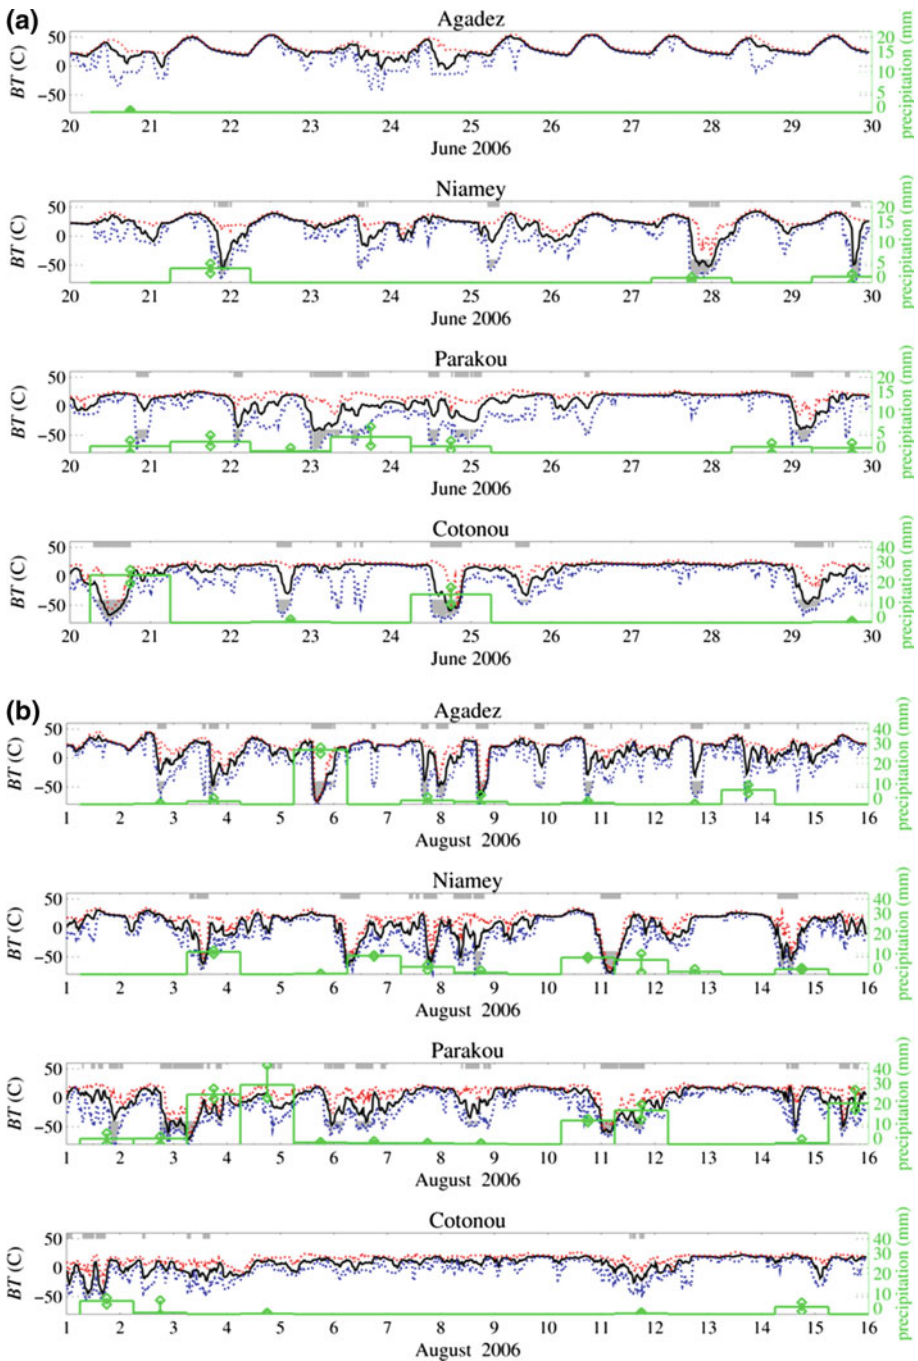 (a)
Agadez
BT (C)
50
0
−50
20
15
10
5
0
precipitation (mm)
20 21 22 23 24 25 26 27 28 29 30
June 2006
Niamey
BT (C)
50
0
−50
20
15
10
5
0
precipitation (mm)
20 21 22 23 24 25 26 27 28 29 30
June 2006
Parakou
BT (C)
50
0
−50
20
15
10
5
0
precipitation (mm)
20 21 22 23 24 25 26 27 28 29 30
June 2006
Cotonou
BT (C)
50
0
−50
40
30
20
10
0
precipitation (mm)
20 21 22 23 24 25 26 27 28 29 30
June 2006
(b)
Agadez
BT (C)
50
0
−50
40
30
20
10
0
precipitation (mm)
1 2 3 4 5 6 7 8 9 10 11 12 13 14 15 16
August 2006
Niamey
BT (C)
50
0
−50
40
30
20
10
0
precipitation (mm)
1 2 3 4 5 6 7 8 9 10 11 12 13 14 15 16
August 2006
Parakou
BT (C)
50
0
−50
40
30
20
10
0
precipitation (mm)
1 2 3 4 5 6 7 8 9 10 11 12 13 14 15 16
August 2006
Cotonou
BT (C)
50
0
−50
40
30
20
10
0
precipitation (mm)
1 2 3 4 5 6 7 8 9 10 11 12 13 14 15 16
August 2006